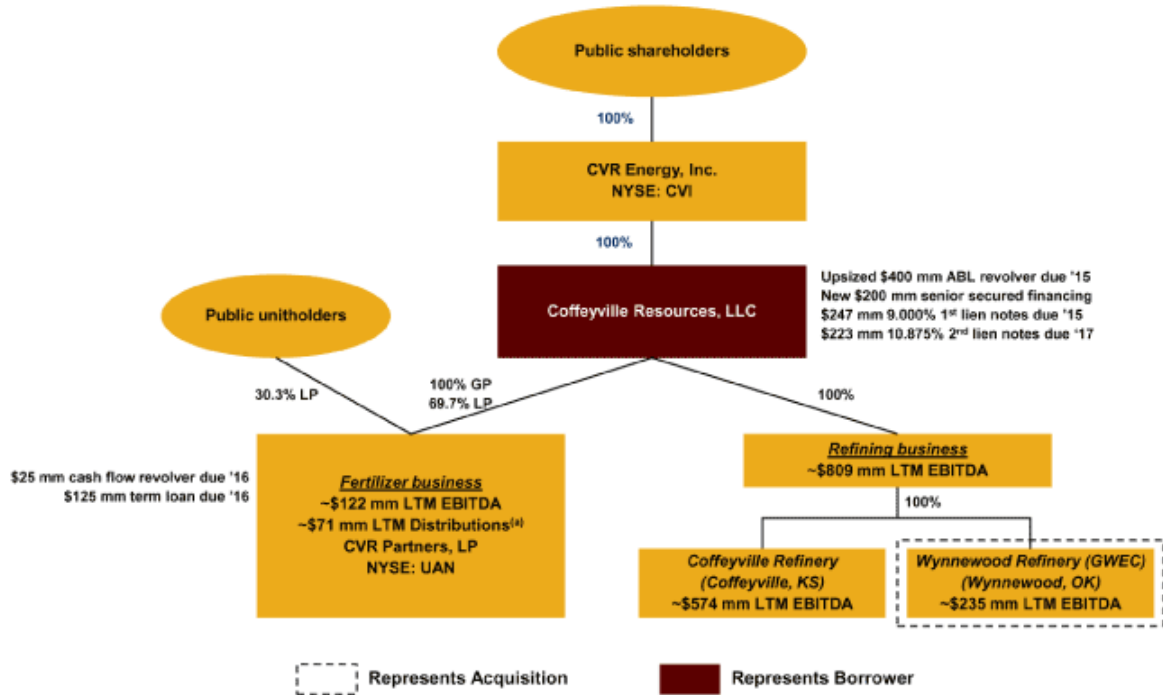 Public shareholders
100%
CVR Energy, Inc.
NYSE: CVI
100%
Coffeyville Resources, LLC
Upsized $400 mm ABL revolver due '15
New $200 mm senior secured financing
$247 mm 9.000% 1st lien notes due '15
$223 mm 10.875% 2nd lien notes due '17
Public unitholders
30.3% LP
100% GP
69.7% LP
100%
$25 mm cash flow revolver due '16
$125 mm term loan due '16
Fertilizer business
~$122 mm LTM EBITDA
~$71 mm LTM Distributions(a)
CVR Partners, LP
NYSE: UAN
Refining business
~$809 mm LTM EBITDA
100%
Coffeyville Refinery
(Coffeyville, KS)
~$574 mm LTM EBITDA
Wynnewood Refinery (GWEC)
(Wynnewood, OK)
~$235 mm LTM EBITDA
Represents Acquisition
Represents Borrower